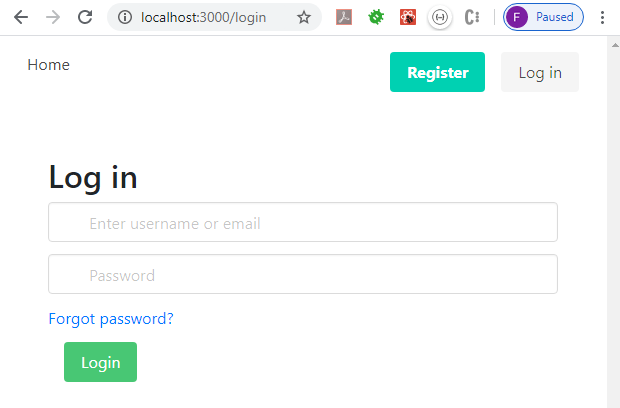 localhost:3000/login
F Paused
Home
Register
Log in
Log in
Enter username or email
Password
Forgot password?
Login